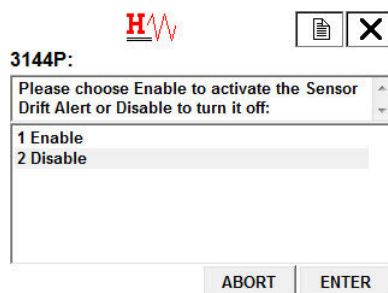 H
3144P:
Please choose Enable to activate the Sensor
Drift Alert or Disable to turn it off:
1 Enable
2 Disable
ABORT ENTER